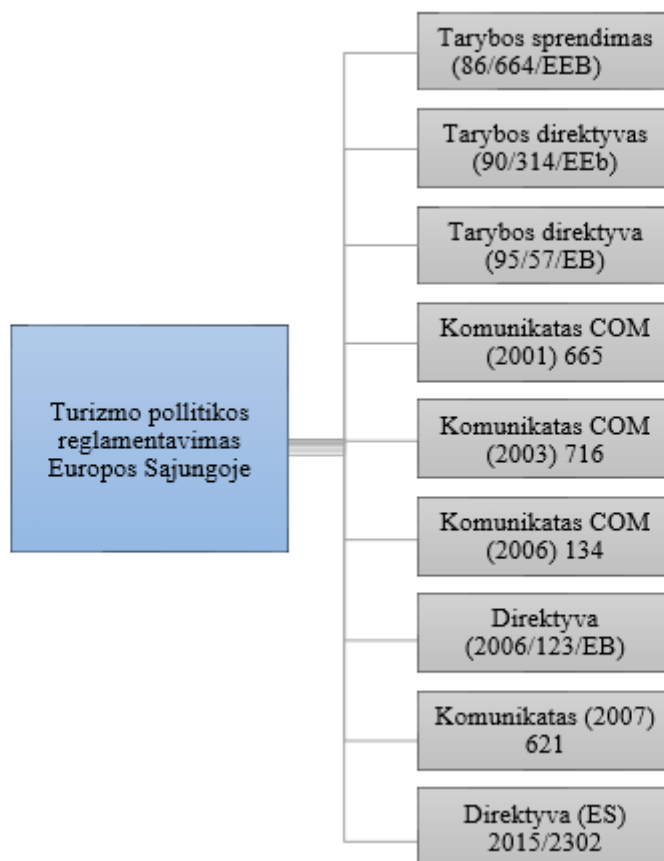 Turizmo pollitikos
reglamentavimas
Europos Sąjungoje
Tarybos sprendimas
(86/664/EEB)
Tarybos direktyvas
(90/314/EEb)
Tarybos direktyva
(95/57/EB)
Komunikatas COM
(2001) 665
Komunikatas COM
(2003) 716
Komunikatas COM
(2006) 134
Direktyva
(2006/123/EB)
Komunikatas (2007)
621
Direktyva (ES)
2015/2302